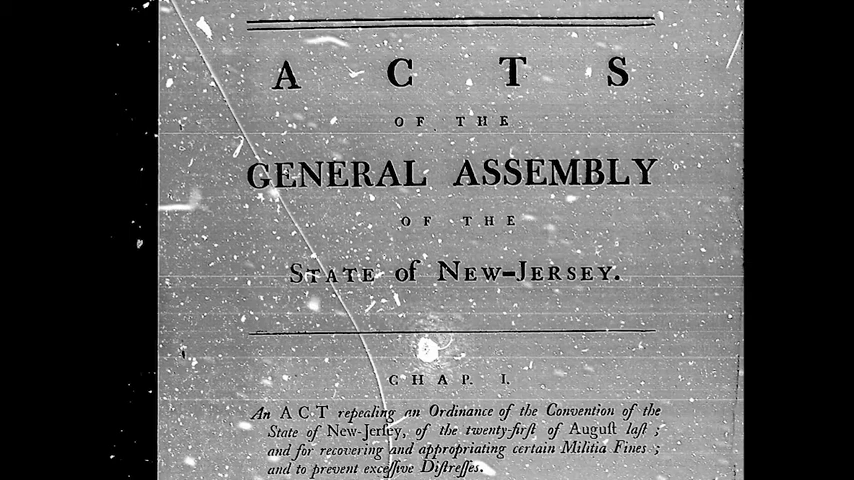 ACTS
OF THE
GENERAL ASSEMBLY
OF THE
STATE of NEW-JERSEY.
CHAP. I.
An ACT repealing an Ordinance of the Convention of the
State of New-Jerſey, of the twenty-firſt of Auguſt laſt ;
and for recovering and appropriating certain Militia Fines ;
and to prevent exceſſive Diſtreſſes.